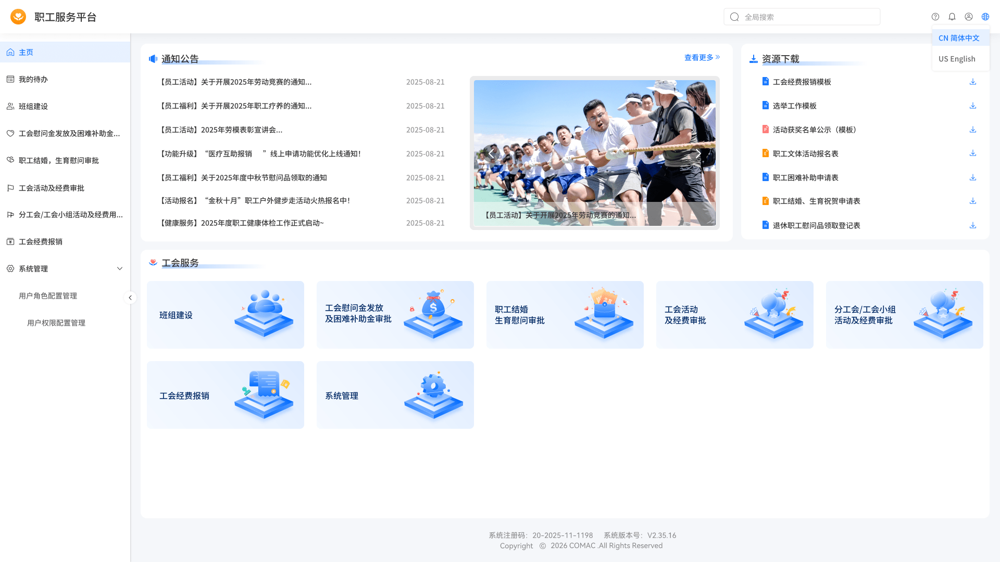 职工服务平台
全局搜索
CN 简体中文
US English
主页
我的待办
班组建设
工会慰问金发放及困难补助金...
职工结婚，生育慰问审批
工会活动及经费审批
分工会/工会小组活动及经费用...
工会经费报销
系统管理
用户角色配置管理
用户权限配置管理
通知公告
查看更多
【员工活动】关于开展2025年劳动竞赛的通知... 2025-08-21
【员工福利】关于开展2025年职工疗养的通知... 2025-08-21
【员工活动】2025年劳模表彰宣讲会... 2025-08-21
【功能升级】“医疗互助报销 ”线上申请功能优化上线通知！ 2025-08-21
【员工福利】关于2025年度中秋节慰问品领取的通知 2025-08-21
【活动报名】“金秋十月”职工户外健步走活动火热报名中！ 2025-08-21
【健康服务】2025年度职工健康体检工作正式启动~ 2025-08-21
【员工活动】关于开展2025年劳动竞赛的通知...
资源下载
工会经费报销模板
选举工作模板
活动获奖名单公示（模板）
职工文体活动报名表
职工困难补助申请表
职工结婚、生育祝贺申请表
退休职工慰问品领取登记表
工会服务
班组建设
工会慰问金发放
及困难补助金审批
职工结婚
生育慰问审批
工会活动
及经费审批
分工会/工会小组
活动及经费审批
工会经费报销
系统管理
系统注册码：20-2025-11-1198 系统版本号：V2.35.16
Copyright © 2026 COMAC .All Rights Reserved